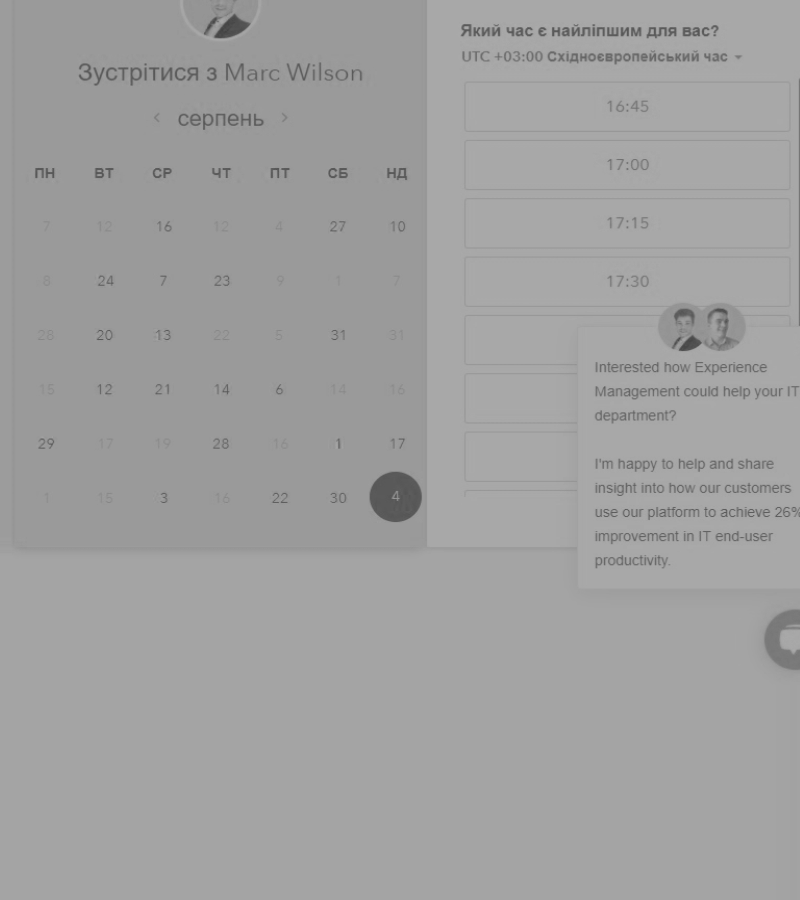 Зустрітися з Marc Wilson
серпень
ПН ВТ СР ЧТ ПТ СБ НД
7 12 16 12 4 27 10
8 24 7 23 9 1 7
28 20 13 22 5 31 31
15 12 21 14 6 14 16
29 17 19 28 16 1 17
1 15 3 16 22 30 4
Який час є найліпшим для вас?
UTC +03:00 Східноєвропейський час
16:45
17:00
17:15
17:30
Interested how Experience
Management could help your IT
department?
I'm happy to help and share
insight into how our customers
use our platform to achieve 26%
improvement in IT end-user
productivity.